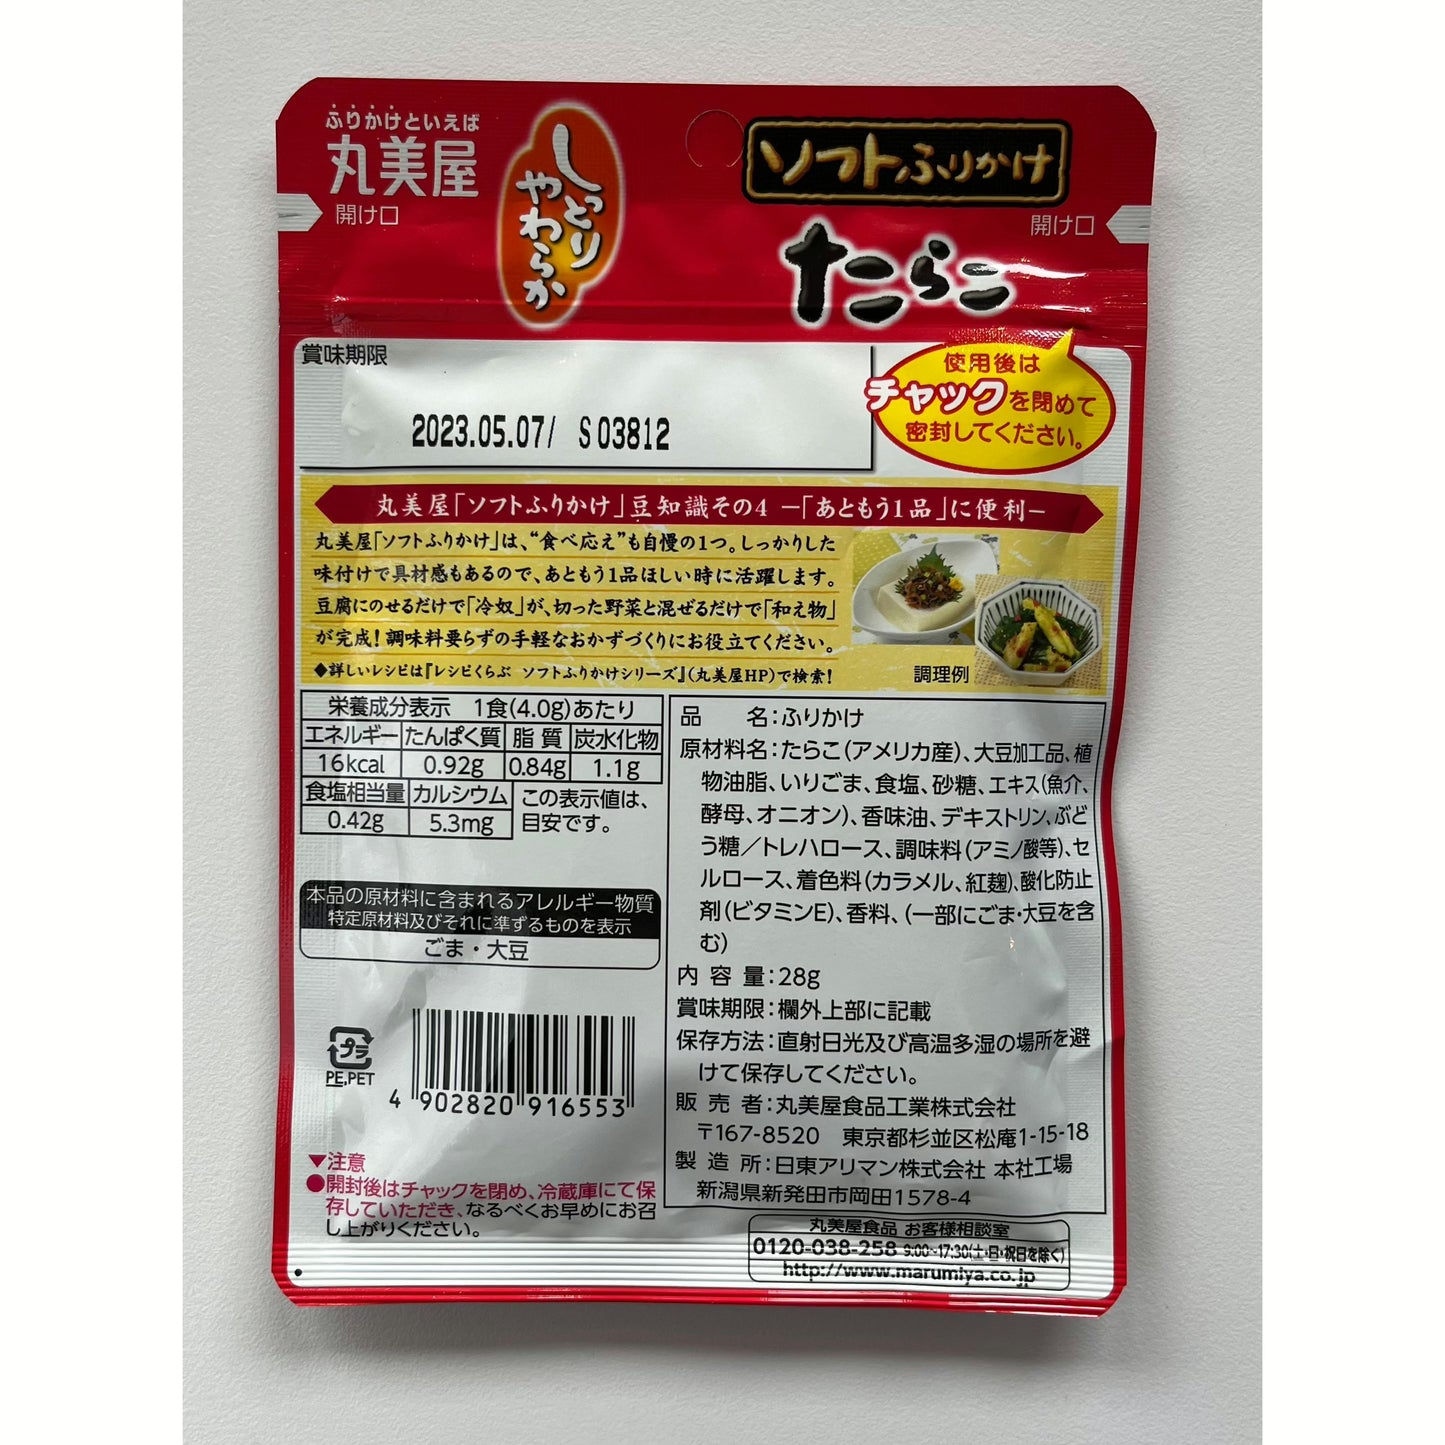 ふりかけといえば
丸美屋
開け口
しっとり
やわらか
ソフトふりかけ
開け口
たらこ
賞味期限
2023.05.07/ S03812
使用後は
チャックを閉めて
密封してください。
丸美屋「ソフトふりかけ」豆知識その4 －「あともう1品」に便利－
丸美屋「ソフトふりかけ」は、“食べ応え”も自慢の1つ。しっかりした
味付けで具材感もあるので、あともう1品ほしい時に活躍します。
豆腐にのせるだけで「冷奴」が、切った野菜と混ぜるだけで「和え物」
が完成！調味料要らずの手軽なおかずづくりにお役立てください。
◆詳しいレシピは『レシピくらぶ ソフトふりかけシリーズ』(丸美屋HP)で検索！
調理例
栄養成分表示 1食(4.0g)あたり
エネルギー たんぱく質 脂質 炭水化物
16kcal 0.92g 0.84g 1.1g
食塩相当量 カルシウム
0.42g 5.3mg
この表示値は、
目安です。
本品の原材料に含まれるアレルギー物質
特定原材料及びそれに準ずるものを表示
ごま・大豆
プラ
PE,PET
4 902820 916553
▼注意
●開封後はチャックを閉め、冷蔵庫にて保
存していただき、なるべくお早めにお召
し上がりください。
品名：ふりかけ
原材料名：たらこ（アメリカ産）、大豆加工品、植
物油脂、いりごま、食塩、砂糖、エキス（魚介、
酵母、オニオン）、香味油、デキストリン、ぶど
う糖／トレハロース、調味料（アミノ酸等）、セ
ルロース、着色料（カラメル、紅麹）、酸化防止
剤（ビタミンE）、香料、（一部にごま・大豆を含
む）
内容量：28g
賞味期限：欄外上部に記載
保存方法：直射日光及び高温多湿の場所を避
けて保存してください。
販売者：丸美屋食品工業株式会社
〒167-8520 東京都杉並区松庵1-15-18
製造所：日東アリマン株式会社 本社工場
新潟県新発田市岡田1578-4
丸美屋食品 お客様相談室
0120-038-258 9:00~17:30(土・日・祝日を除く)
http://www.marumiya.co.jp